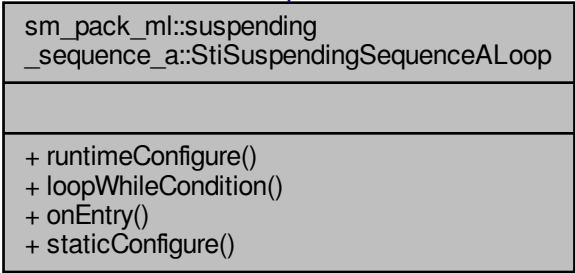 sm_pack_ml::suspending
_sequence_a::StiSuspendingSequenceALoop
+ runtimeConfigure()
+ loopWhileCondition()
+ onEntry()
+ staticConfigure()